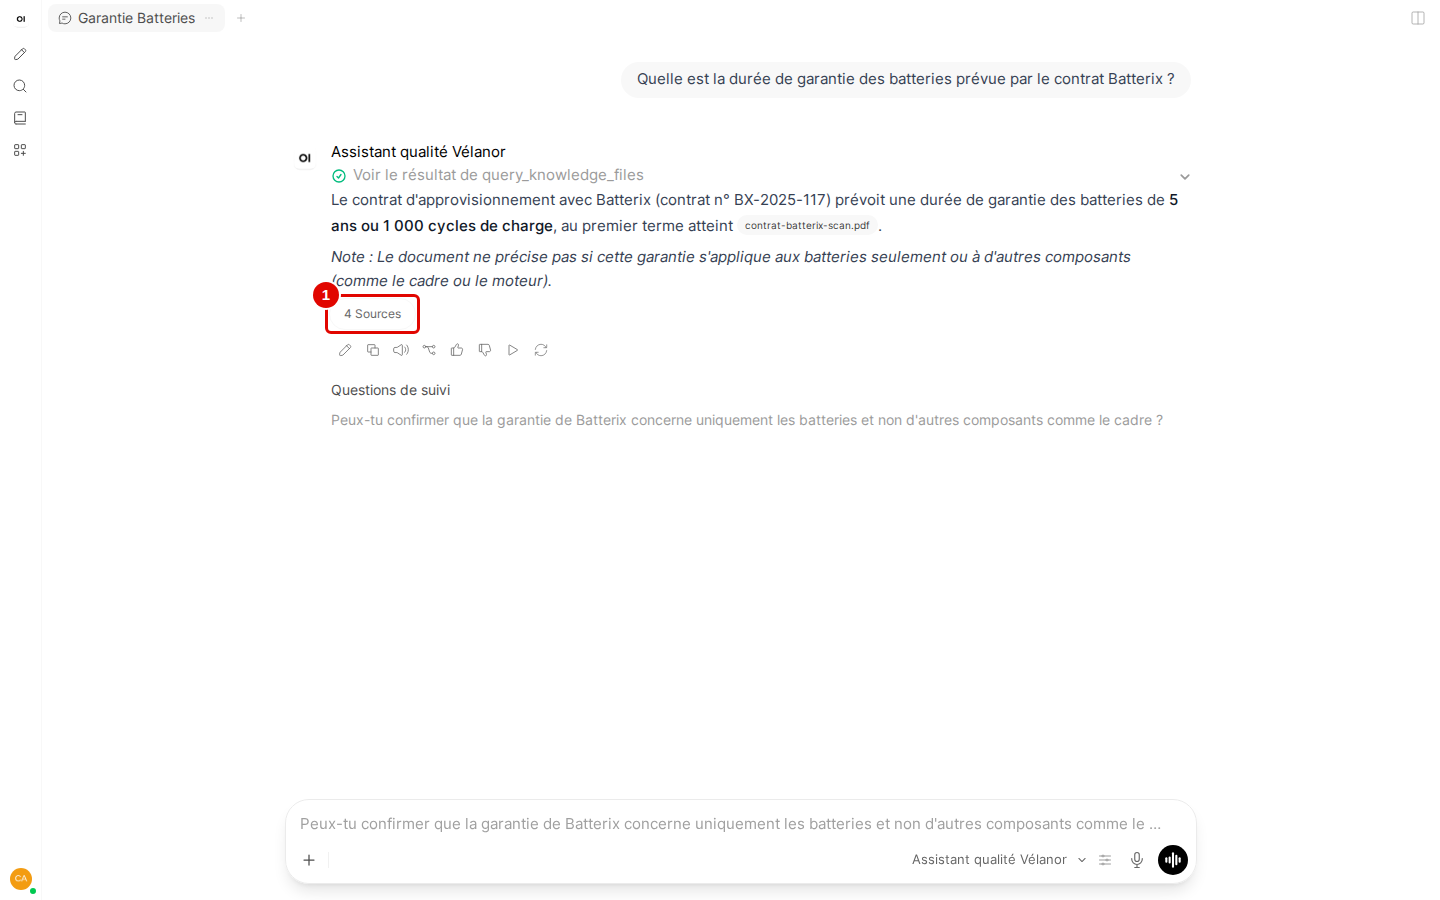 OI
Garantie Batteries
Quelle est la durée de garantie des batteries prévue par le contrat Batterix ?
OI
Assistant qualité Vélanor
Voir le résultat de query_knowledge_files
Le contrat d'approvisionnement avec Batterix (contrat n° BX-2025-117) prévoit une durée de garantie des batteries de 5
ans ou 1 000 cycles de charge, au premier terme atteint contrat-batterix-scan.pdf .
Note : Le document ne précise pas si cette garantie s'applique aux batteries seulement ou à d'autres composants
(comme le cadre ou le moteur).
1
4 Sources
Questions de suivi
Peux-tu confirmer que la garantie de Batterix concerne uniquement les batteries et non d'autres composants comme le cadre ?
Peux-tu confirmer que la garantie de Batterix concerne uniquement les batteries et non d'autres composants comme le ...
Assistant qualité Vélanor
CA